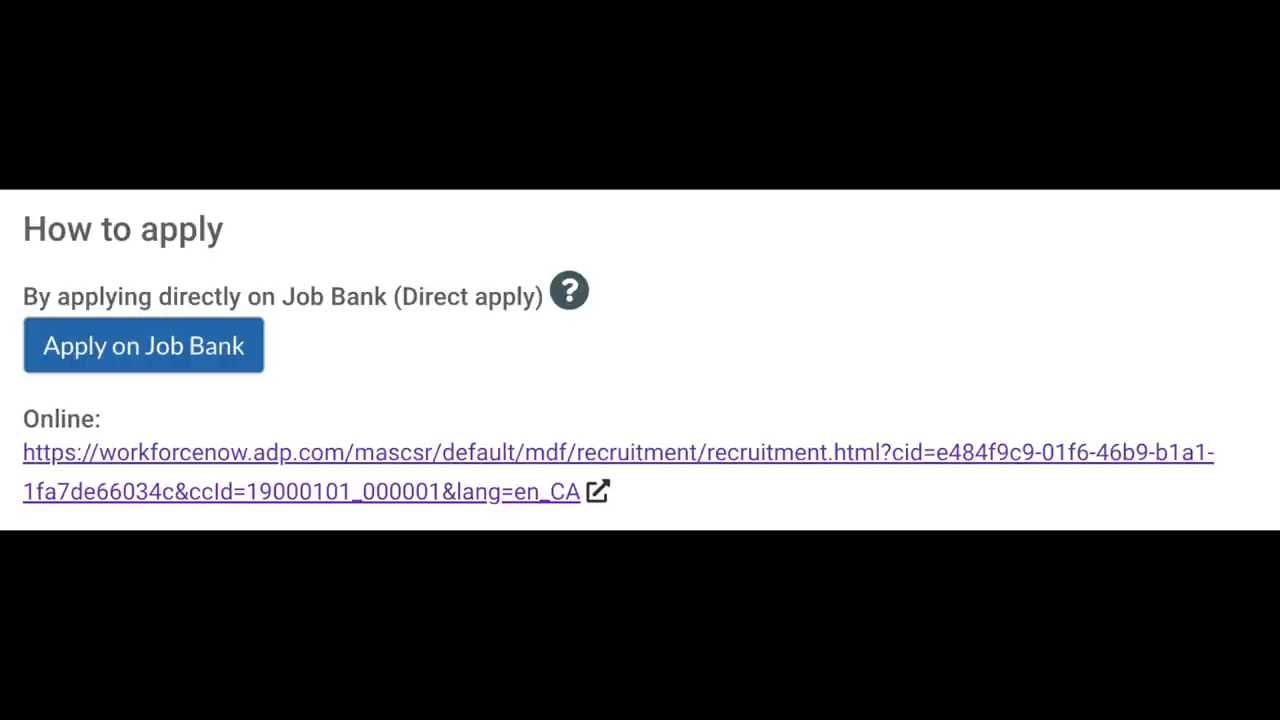 How to apply
By applying directly on Job Bank (Direct apply) ?
Apply on Job Bank
Online:
https://workforcenow.adp.com/mascsr/default/mdf/recruitment/recruitment.html?cid=e484f9c9-01f6-46b9-b1a1-
1fa7de66034c&ccId=19000101_000001&lang=en_CA